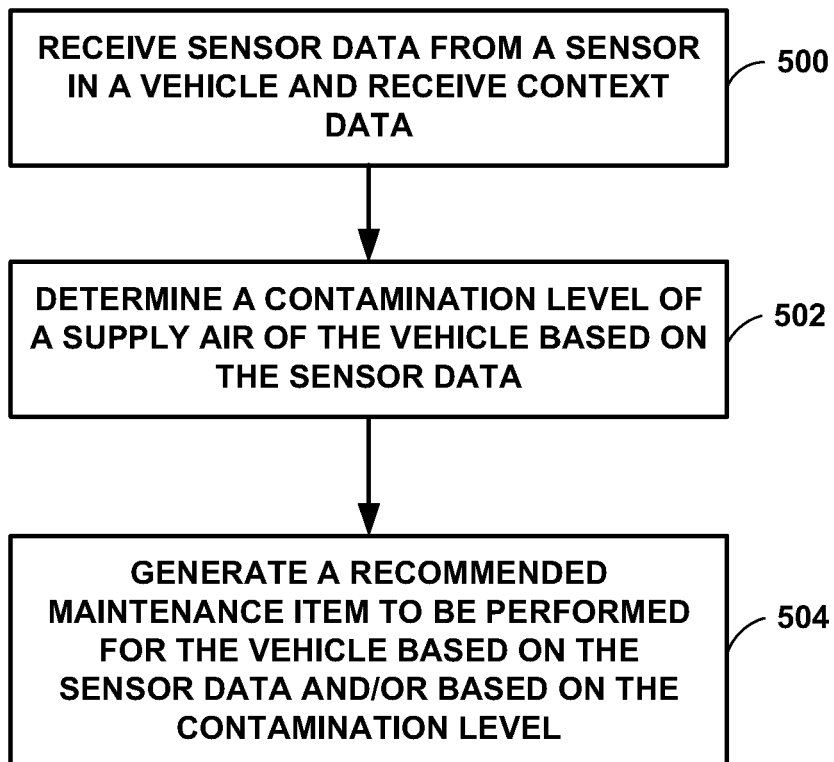 RECEIVE SENSOR DATA FROM A SENSOR
IN A VEHICLE AND RECEIVE CONTEXT
DATA
500
DETERMINE A CONTAMINATION LEVEL OF
A SUPPLY AIR OF THE VEHICLE BASED ON
THE SENSOR DATA
502
GENERATE A RECOMMENDED
MAINTENANCE ITEM TO BE PERFORMED
FOR THE VEHICLE BASED ON THE
SENSOR DATA AND/OR BASED ON THE
CONTAMINATION LEVEL
504